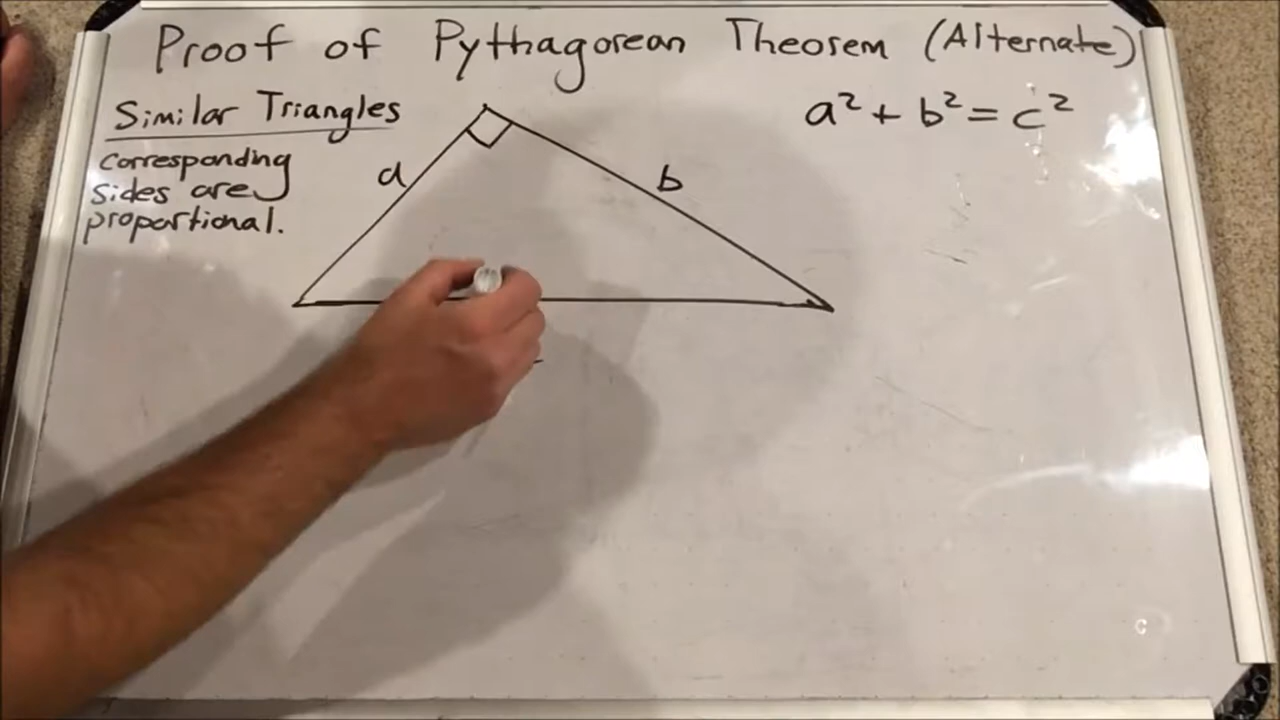 Proof of Pythagorean Theorem (Alternate)
Similar Triangles
a² + b² = c²
Corresponding
sides are
proportional.
a
b